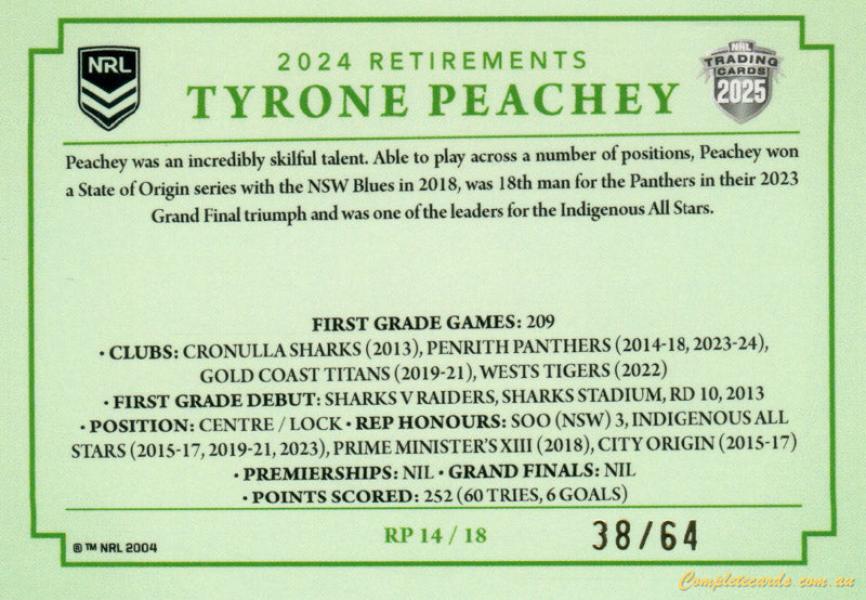 NRL
2024 RETIREMENTS
TYRONE PEACHEY
NRL
TRADING
CARDS
2025
Peachey was an incredibly skilful talent. Able to play across a number of positions, Peachey won
a State of Origin series with the NSW Blues in 2018, was 18th man for the Panthers in their 2023
Grand Final triumph and was one of the leaders for the Indigenous All Stars.
FIRST GRADE GAMES: 209
• CLUBS: CRONULLA SHARKS (2013), PENRITH PANTHERS (2014-18, 2023-24),
GOLD COAST TITANS (2019-21), WESTS TIGERS (2022)
• FIRST GRADE DEBUT: SHARKS V RAIDERS, SHARKS STADIUM, RD 10, 2013
• POSITION: CENTRE / LOCK • REP HONOURS: SOO (NSW) 3, INDIGENOUS ALL
STARS (2015-17, 2019-21, 2023), PRIME MINISTER'S XIII (2018), CITY ORIGIN (2015-17)
• PREMIERSHIPS: NIL • GRAND FINALS: NIL
• POINTS SCORED: 252 (60 TRIES, 6 GOALS)
® ™ NRL 2004
RP 14 / 18
38/64
Completecards.com.au